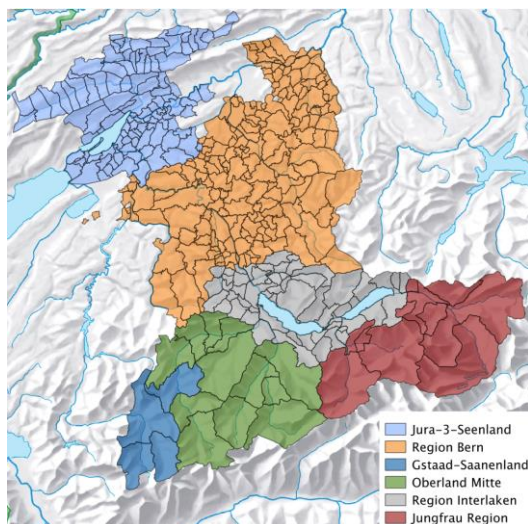 Jura-3-Seenland
Region Bern
Gstaad-Saanenland
Oberland Mitte
Region Interlaken
Jungfrau Region